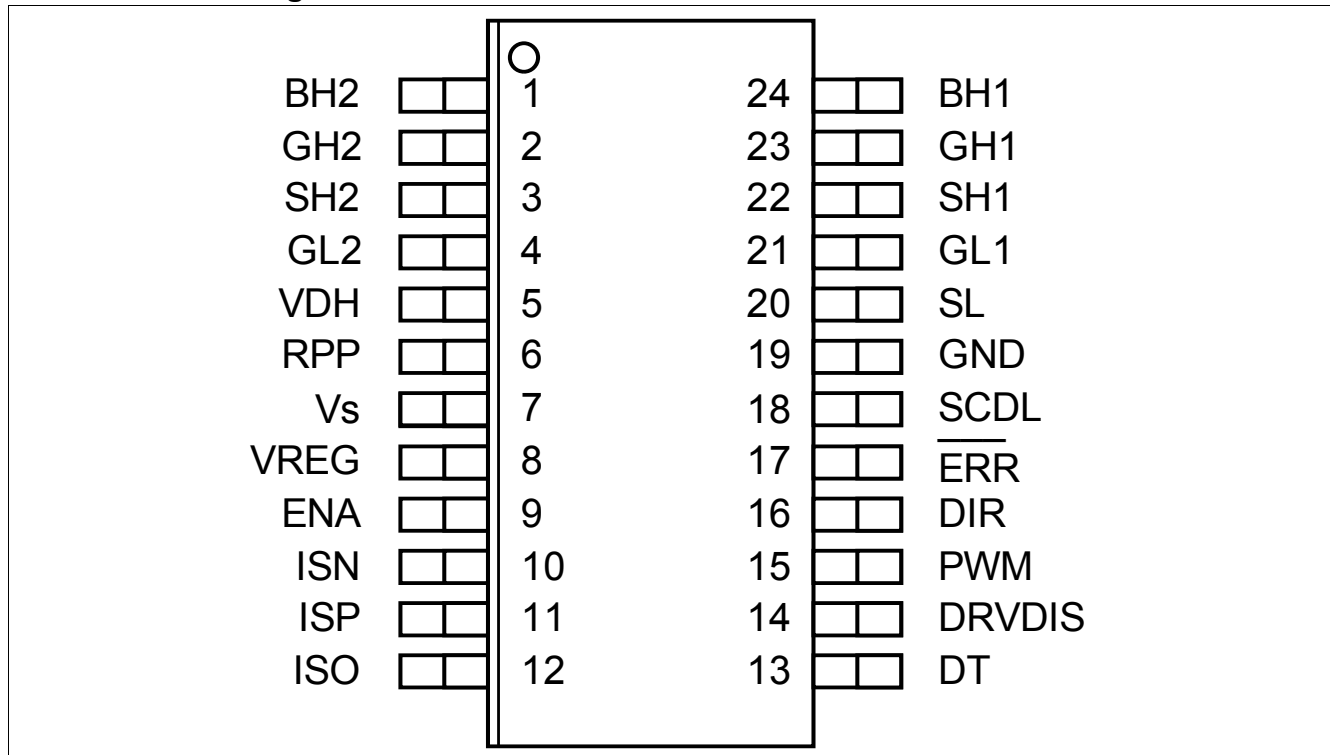 BH2 1 24 BH1
GH2 2 23 GH1
SH2 3 22 SH1
GL2 4 21 GL1
VDH 5 20 SL
RPP 6 19 GND
Vs 7 18 SCDL
VREG 8 17 ERR
ENA 9 16 DIR
ISN 10 15 PWM
ISP 11 14 DRVDIS
ISO 12 13 DT